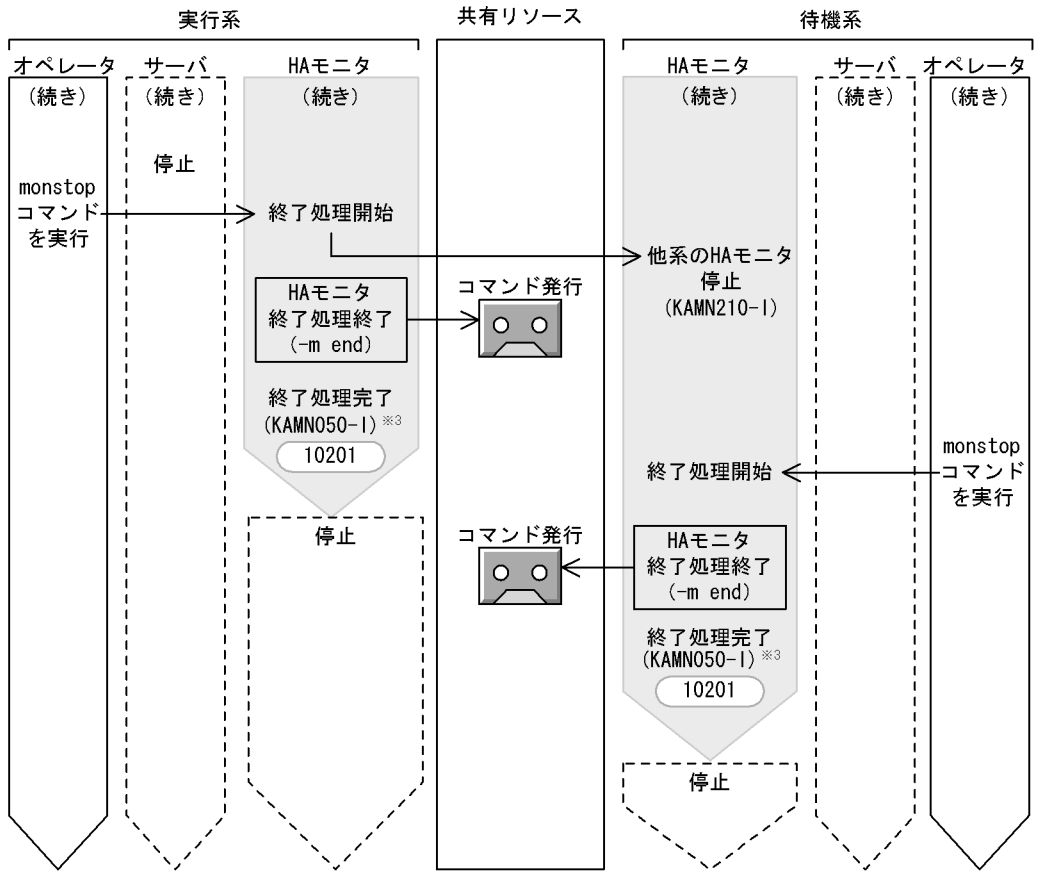 実行系
共有リソース
待機系
オペレータ
サーバ
HAモニタ
HAモニタ
サーバ
オペレータ
(続き)
(続き)
(続き)
(続き)
(続き)
(続き)
停止
monstop
コマンド
を実行
終了処理開始
他系のHAモニタ
停止
(KAMN210-I)
HAモニタ
終了処理終了
(-m end)
コマンド発行
終了処理完了
(KAMN050-I)※3
10201
停止
monstop
コマンド
を実行
終了処理開始
コマンド発行
HAモニタ
終了処理終了
(-m end)
終了処理完了
(KAMN050-I)※3
10201
停止